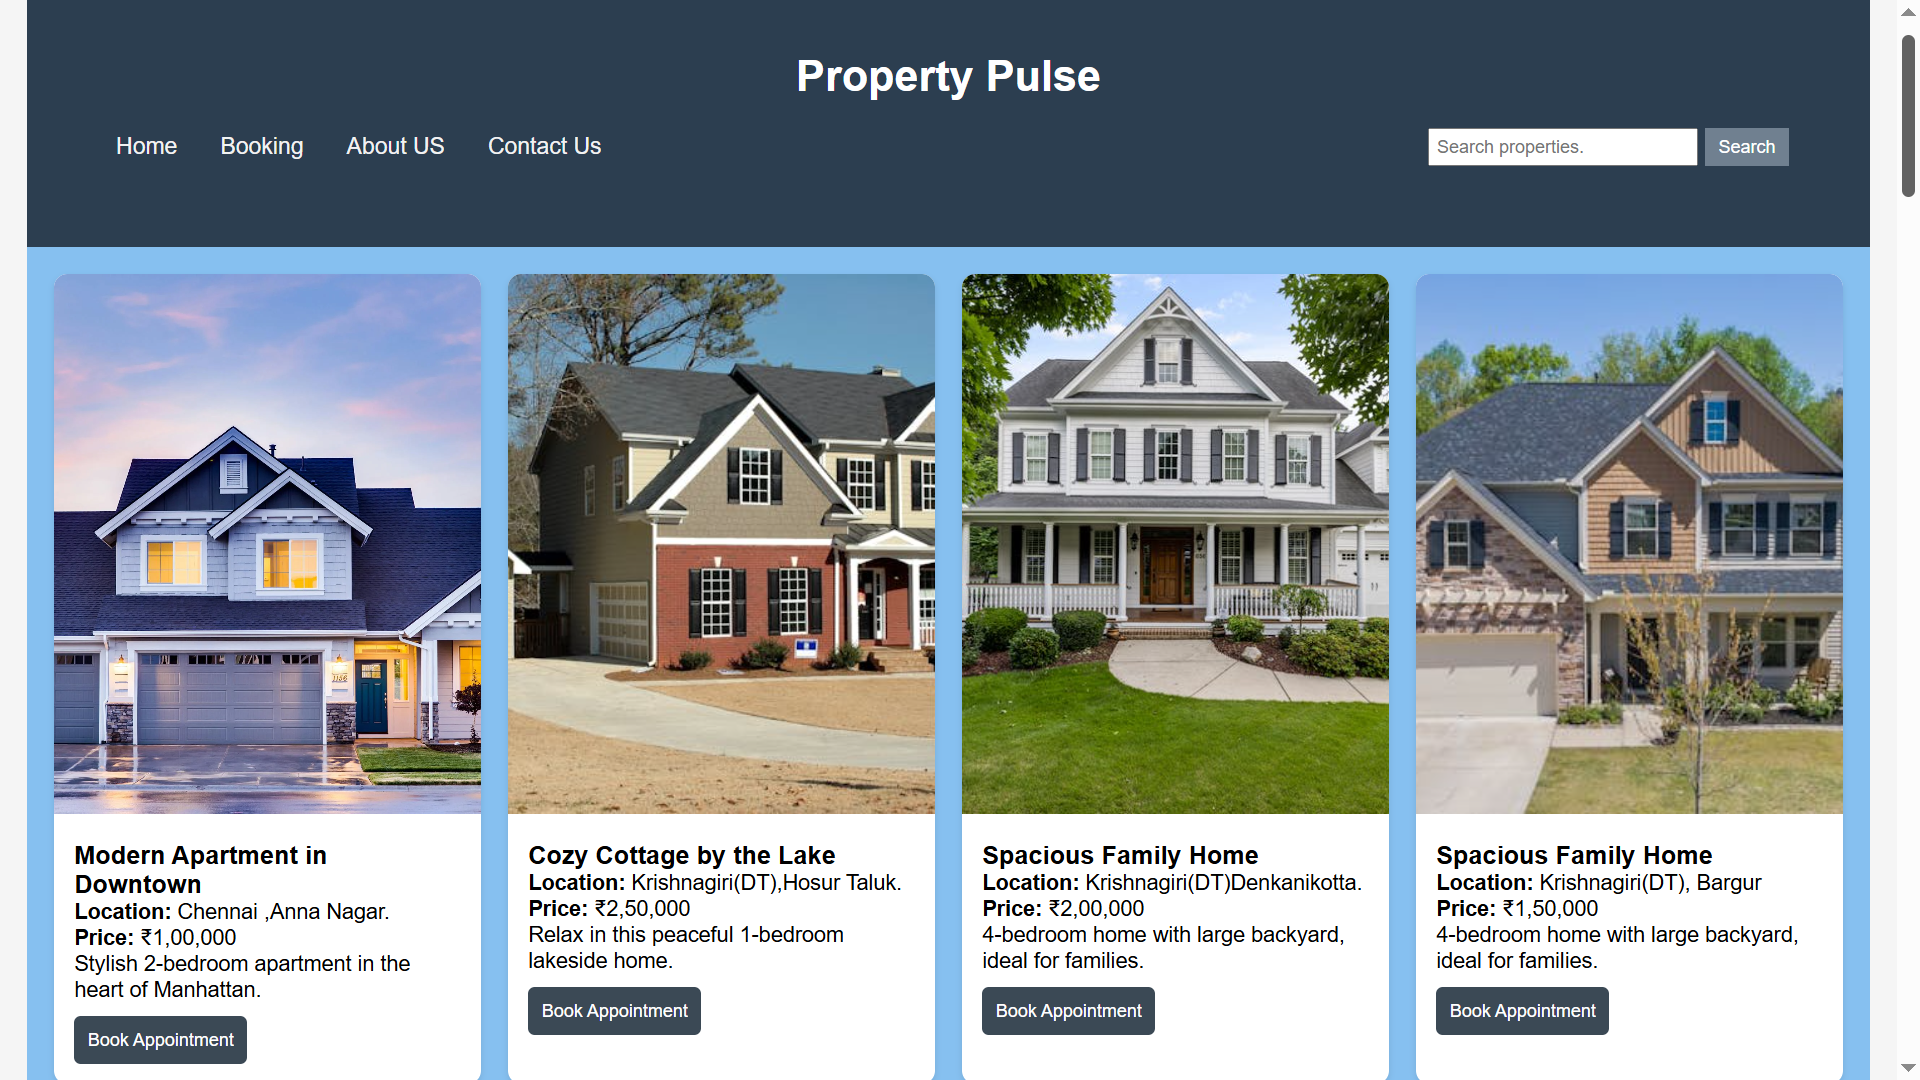 Property Pulse
Home Booking About US Contact Us
Search properties. Search
1156
Modern Apartment in
Downtown
Location: Chennai ,Anna Nagar.
Price: ₹1,00,000
Stylish 2-bedroom apartment in the
heart of Manhattan.
Book Appointment
Cozy Cottage by the Lake
Location: Krishnagiri(DT),Hosur Taluk.
Price: ₹2,50,000
Relax in this peaceful 1-bedroom
lakeside home.
Book Appointment
Spacious Family Home
Location: Krishnagiri(DT)Denkanikotta.
Price: ₹2,00,000
4-bedroom home with large backyard,
ideal for families.
Book Appointment
Spacious Family Home
Location: Krishnagiri(DT), Bargur
Price: ₹1,50,000
4-bedroom home with large backyard,
ideal for families.
Book Appointment